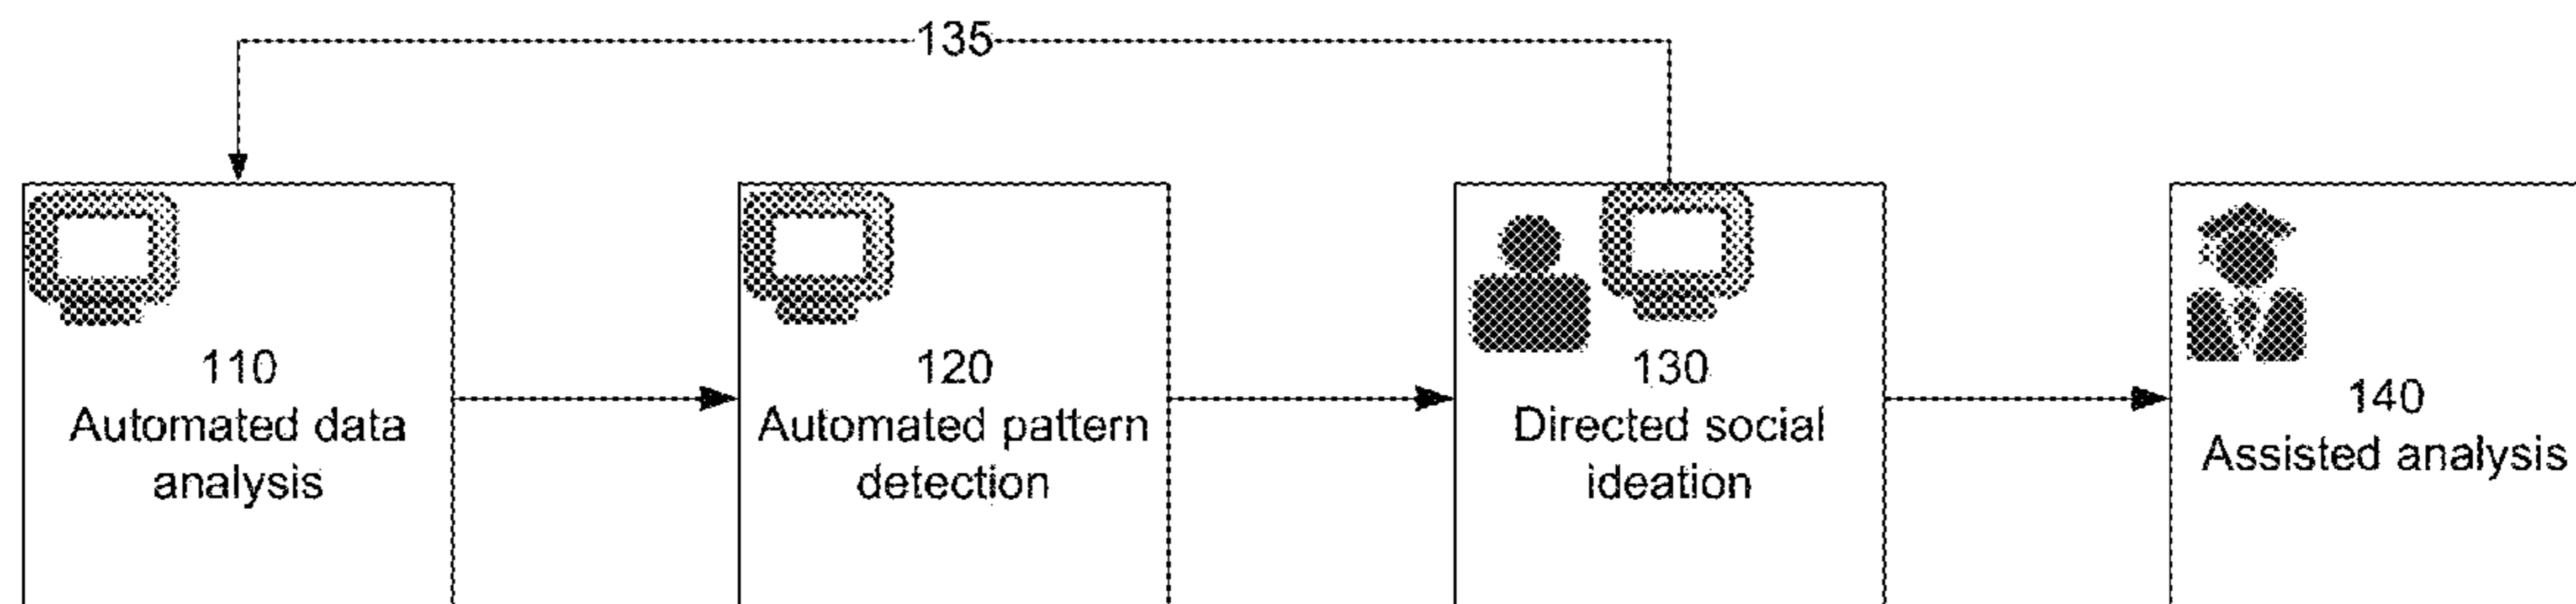 135
110
Automated data
analysis
120
Automated pattern
detection
130
Directed social
ideation
140
Assisted analysis